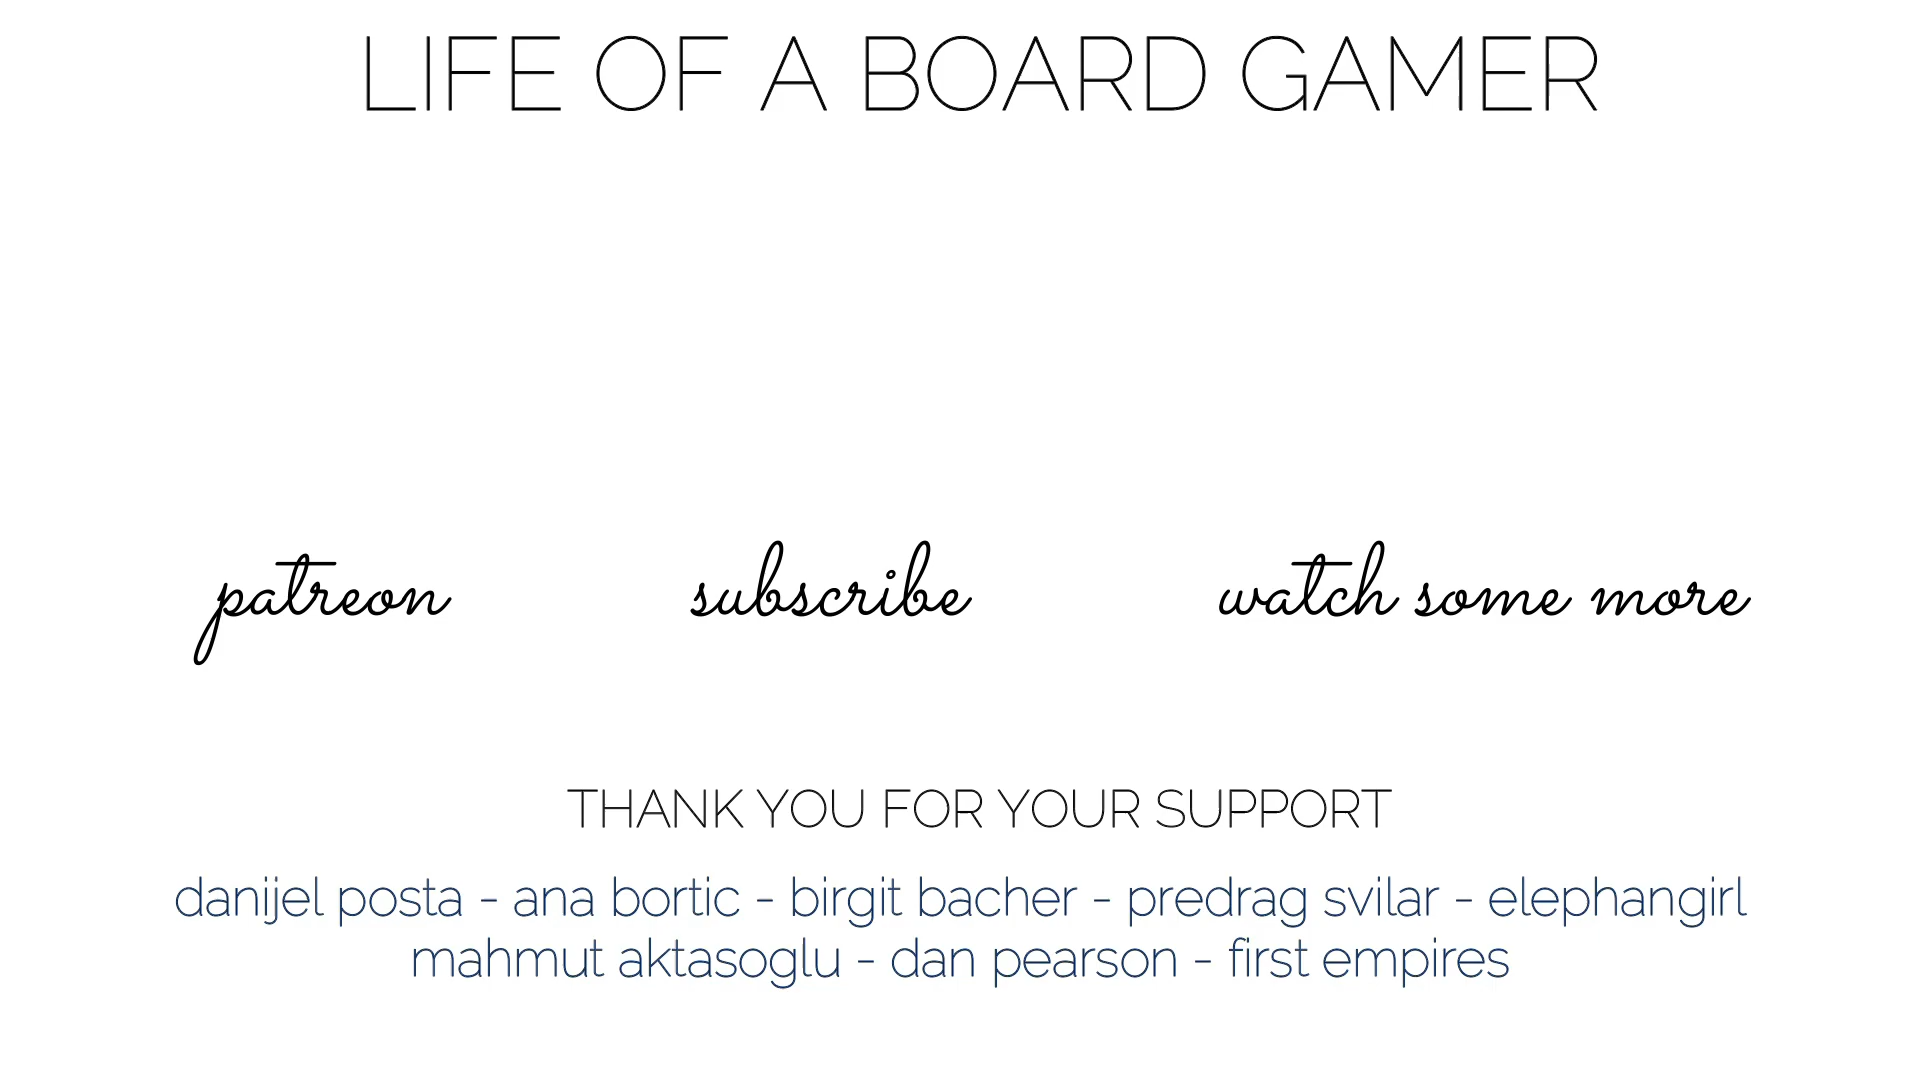 LIFE OF A BOARD GAMER
patreon subscribe watch some more
THANK YOU FOR YOUR SUPPORT
danijel posta - ana bortic - birgit bacher - predrag svilar - elephangirl
mahmut aktasoglu - dan pearson - first empires